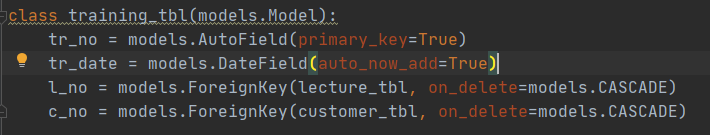 class training_tbl(models.Model):
    tr_no = models.AutoField(primary_key=True)
    tr_date = models.DateField(auto_now_add=True)
    l_no = models.ForeignKey(lecture_tbl, on_delete=models.CASCADE)
    c_no = models.ForeignKey(customer_tbl, on_delete=models.CASCADE)